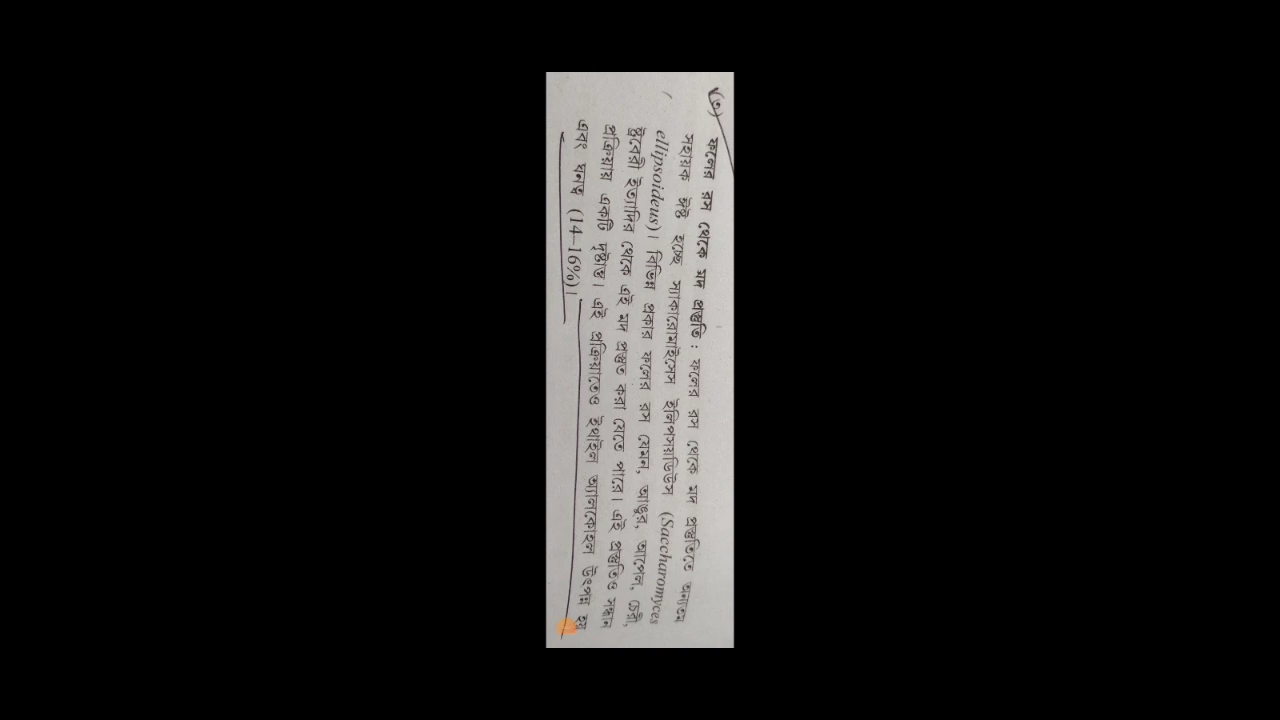 (৩) ফলের রস থেকে মদ প্রস্তুতি : ফলের রস থেকে মদ প্রস্তুতিতে অন্যতম
সহায়ক ঈষ্ট হচ্ছে স্যাকারোমাইসেস ইলিপসয়ডিউস (Saccharomyces
ellipsoideus)। বিভিন্ন প্রকার ফলের রস যেমন, আঙুর, আপেল, চেরী,
ষ্ট্রবেরী ইত্যাদির থেকে এই মদ প্রস্তুত করা যেতে পারে। এই প্রস্তুতিও সন্ধান
প্রক্রিয়ায় একটি দৃষ্টান্ত। এই প্রক্রিয়াতেও ইথাইল অ্যালকোহল উৎপন্ন হয়
এবং ঘনত্ব (14–16%)।